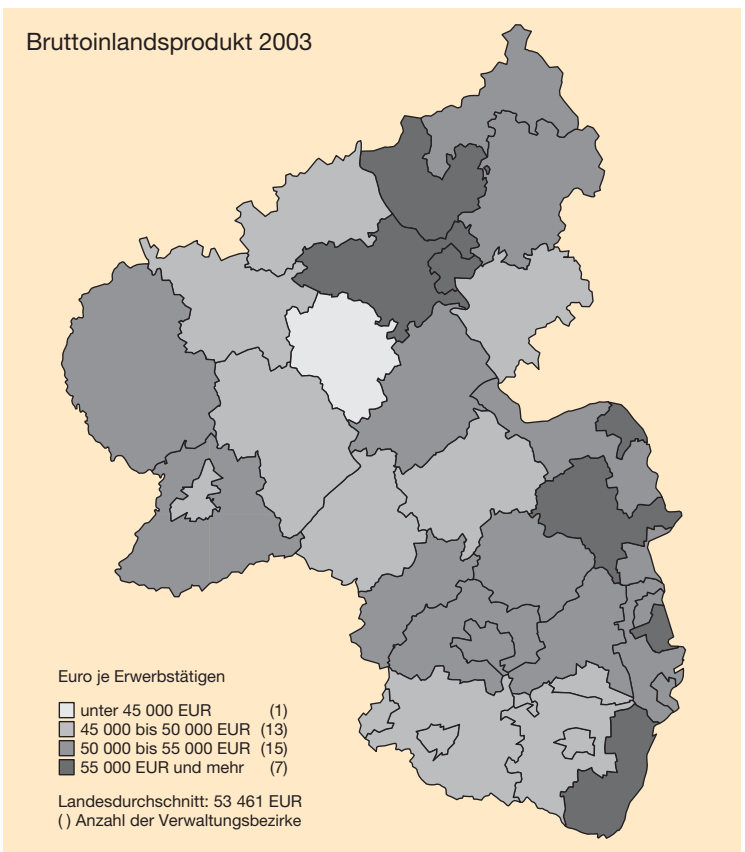 Bruttoinlandsprodukt 2003
Euro je Erwerbstätigen
unter 45 000 EUR (1)
45 000 bis 50 000 EUR (13)
50 000 bis 55 000 EUR (15)
55 000 EUR und mehr (7)
Landesdurchschnitt: 53 461 EUR
( ) Anzahl der Verwaltungsbezirke